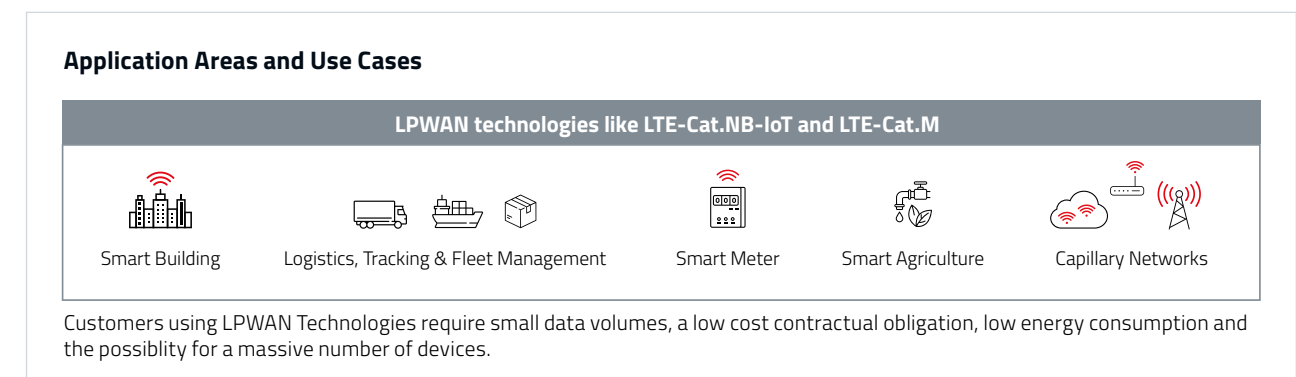 Application Areas and Use Cases
LPWAN technologies like LTE-Cat.NB-IoT and LTE-Cat.M
Smart Building
Logistics, Tracking & Fleet Management
Smart Meter
Smart Agriculture
Capillary Networks
Customers using LPWAN Technologies require small data volumes, a low cost contractual obligation, low energy consumption and
the possiblity for a massive number of devices.